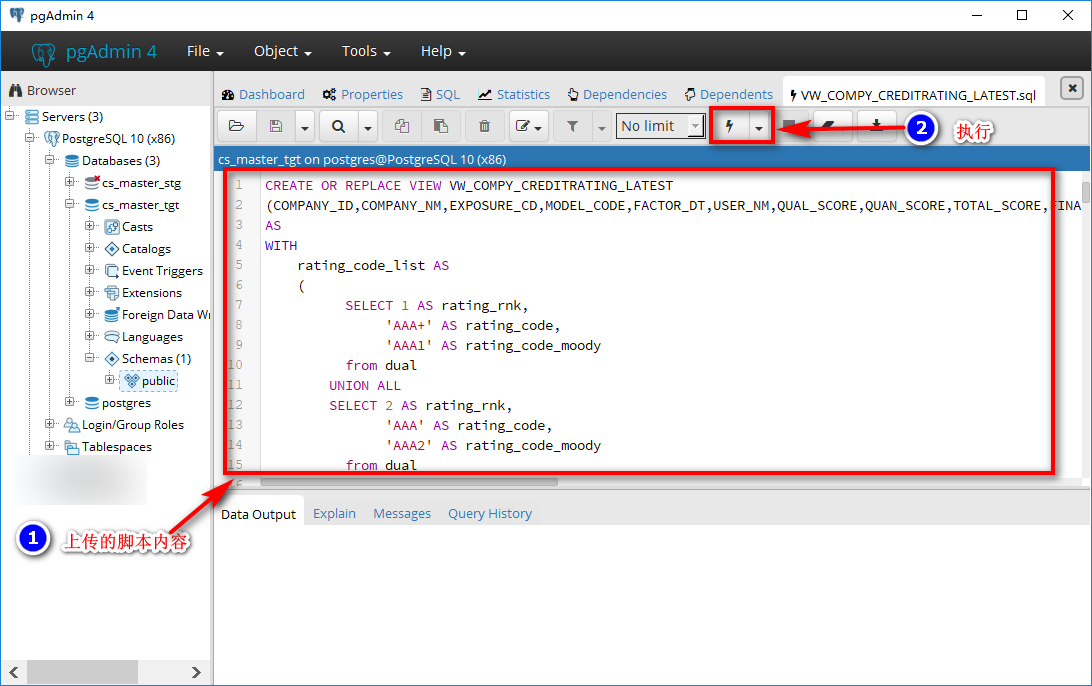 pgAdmin 4
pgAdmin 4 File Object Tools Help
Browser
Dashboard Properties SQL Statistics Dependencies Dependents VW_COMPY_CREDITRATING_LATEST.sql
Servers (3)
PostgreSQL 10 (x86)
Databases (3)
cs_master_stg
cs_master_tgt
Casts
Catalogs
Event Triggers
Extensions
Foreign Data Wr
Languages
Schemas (1)
public
postgres
Login/Group Roles
Tablespaces
No limit
2 执行
cs_master_tgt on postgres@PostgreSQL 10 (x86)
1 CREATE OR REPLACE VIEW VW_COMPY_CREDITRATING_LATEST
2 (COMPANY_ID,COMPANY_NM,EXPOSURE_CD,MODEL_CODE,FACTOR_DT,USER_NM,QUAL_SCORE,QUAN_SCORE,TOTAL_SCORE,FINA
3 AS
4 WITH
5 rating_code_list AS
6 (
7 SELECT 1 AS rating_rnk,
8 'AAA+' AS rating_code,
9 'AAA1' AS rating_code_moody
10 from dual
11 UNION ALL
12 SELECT 2 AS rating_rnk,
13 'AAA' AS rating_code,
14 'AAA2' AS rating_code_moody
15 from dual
1 上传的脚本内容
Data Output Explain Messages Query History